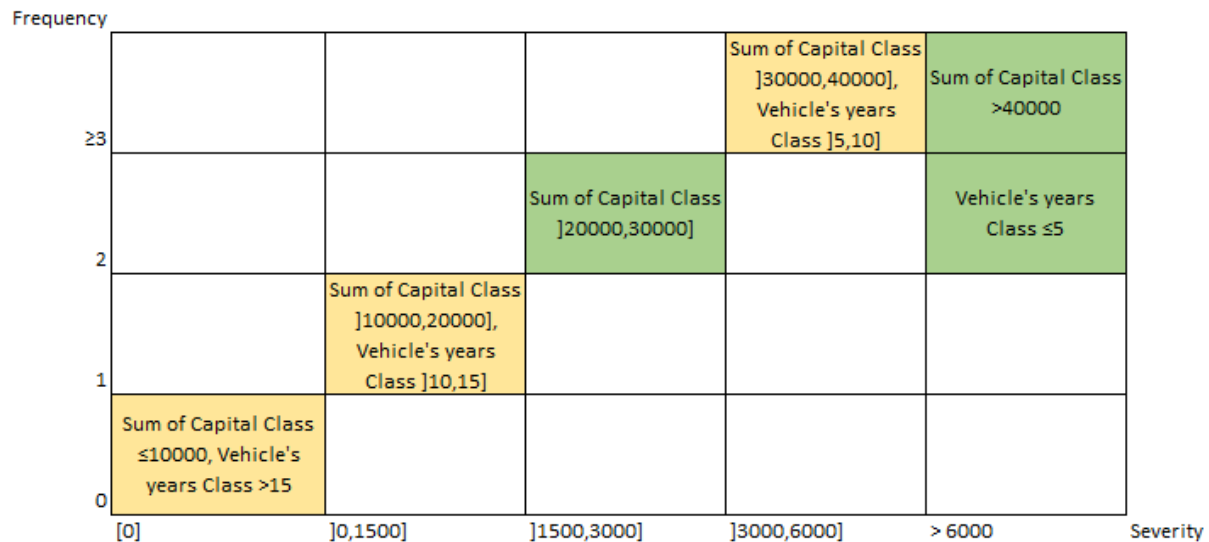 Frequency
Sum of Capital Class
]30000,40000],
Vehicle's years
Class ]5,10]
Sum of Capital Class
>40000
≥3
Sum of Capital Class
]20000,30000]
Vehicle's years
Class ≤5
2
Sum of Capital Class
]10000,20000],
Vehicle's years
Class ]10,15]
1
Sum of Capital Class
≤10000, Vehicle's
years Class >15
0
[0]
]0,1500]
]1500,3000]
]3000,6000]
> 6000
Severity